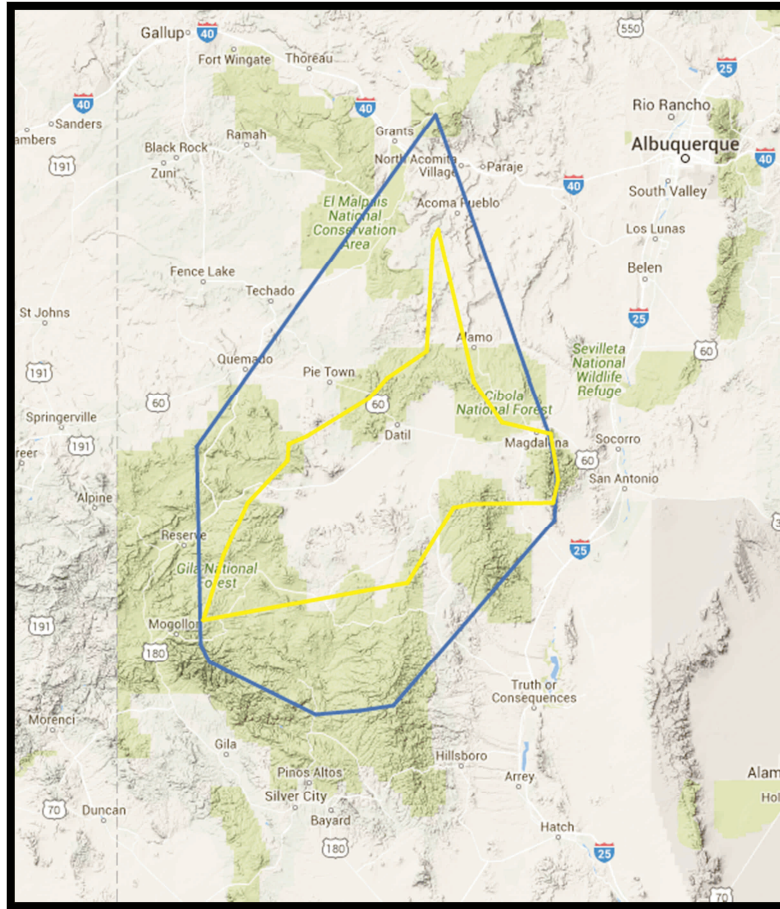 550
Gallup
40
Fort Wingate
Thoreau
25
40
Sanders
40
Rio Rancho
ambers
Ramah
Grants
Black Rock
Albuquerque
191
Zuni
North Acomita
Village
Paraje
40
40
South Valley
El Malpais
National
Conservation
Area
Acoma Pueblo
Los Lunas
Fence Lake
Belen
Techado
St Johns
25
Alamo
Sevilleta
National
Wildlife
Refuge
60
Quemado
Pie Town
191
60
60
Cibola
National Forest
Springerville
Datil
Magdalena
Socorro
191
60
reer
San Antonio
Alpine
3
Reserve
25
Gila National
Forest
191
Mogollon
180
Truth or
Consequences
Morenci
Gila
Hillsboro
Pinos Altos
Arrey
Alam
Silver City
Hol
70
Duncan
Bayard
Hatch
180
25
70